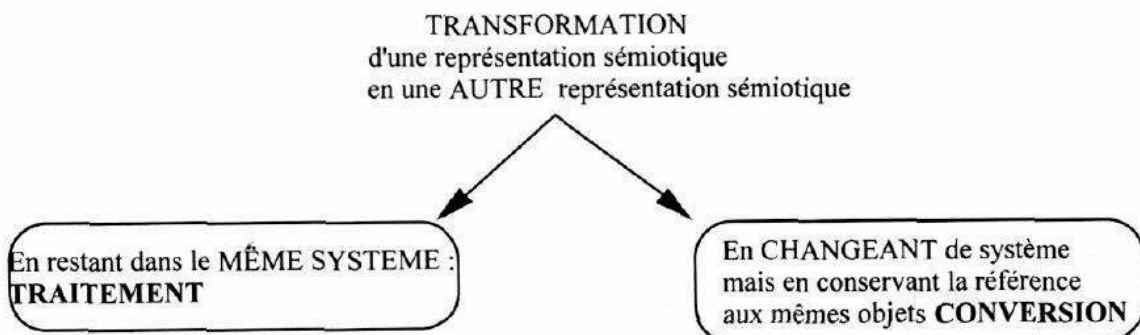 TRANSFORMATION
d'une représentation sémiotique
en une AUTRE représentation sémiotique
En restant dans le MÊME SYSTEME :
TRAITEMENT
En CHANGEANT de système
mais en conservant la référence
aux mêmes objets CONVERSION